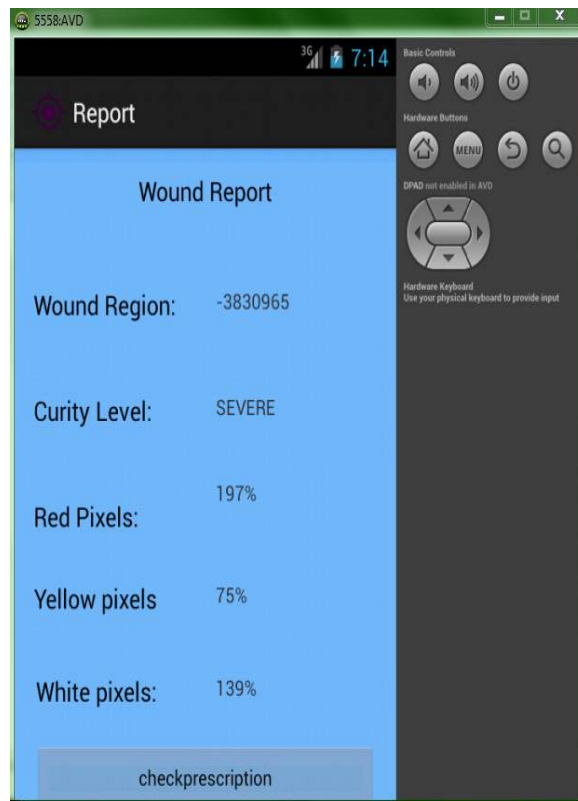 5558:AVD
3G 7:14
Report
Wound Report
Wound Region: -3830965
Curity Level: SEVERE
Red Pixels: 197%
Yellow pixels 75%
White pixels: 139%
checkprescription
Basic Controls
Hardware Buttons
MENU
DPAD not enabled in AVD
Hardware Keyboard
Use your physical keyboard to provide input